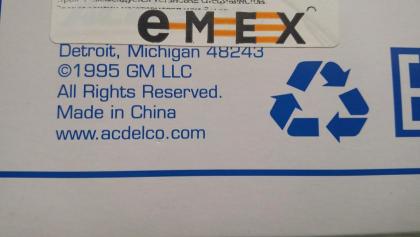 emex
Detroit, Michigan 48243
©1995 GM LLC
All Rights Reserved.
Made in China
www.acdelco.com